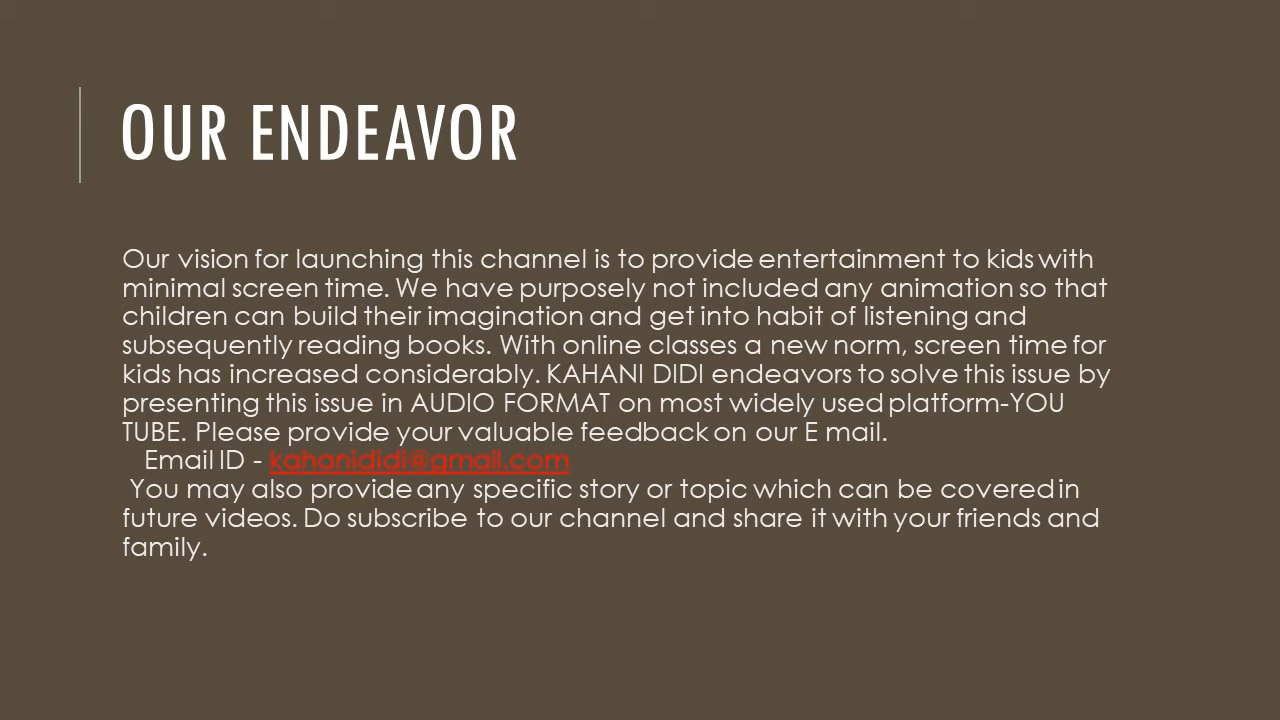 OUR ENDEAVOR
Our vision for launching this channel is to provide entertainment to kids with
minimal screen time. We have purposely not included any animation so that
children can build their imagination and get into habit of listening and
subsequently reading books. With online classes a new norm, screen time for
kids has increased considerably. KAHANI DIDI endeavors to solve this issue by
presenting this issue in AUDIO FORMAT on most widely used platform-YOU
TUBE. Please provide your valuable feedback on our E mail.
Email ID - kahanididi@gmail.com
You may also provide any specific story or topic which can be covered in
future videos. Do subscribe to our channel and share it with your friends and
family.